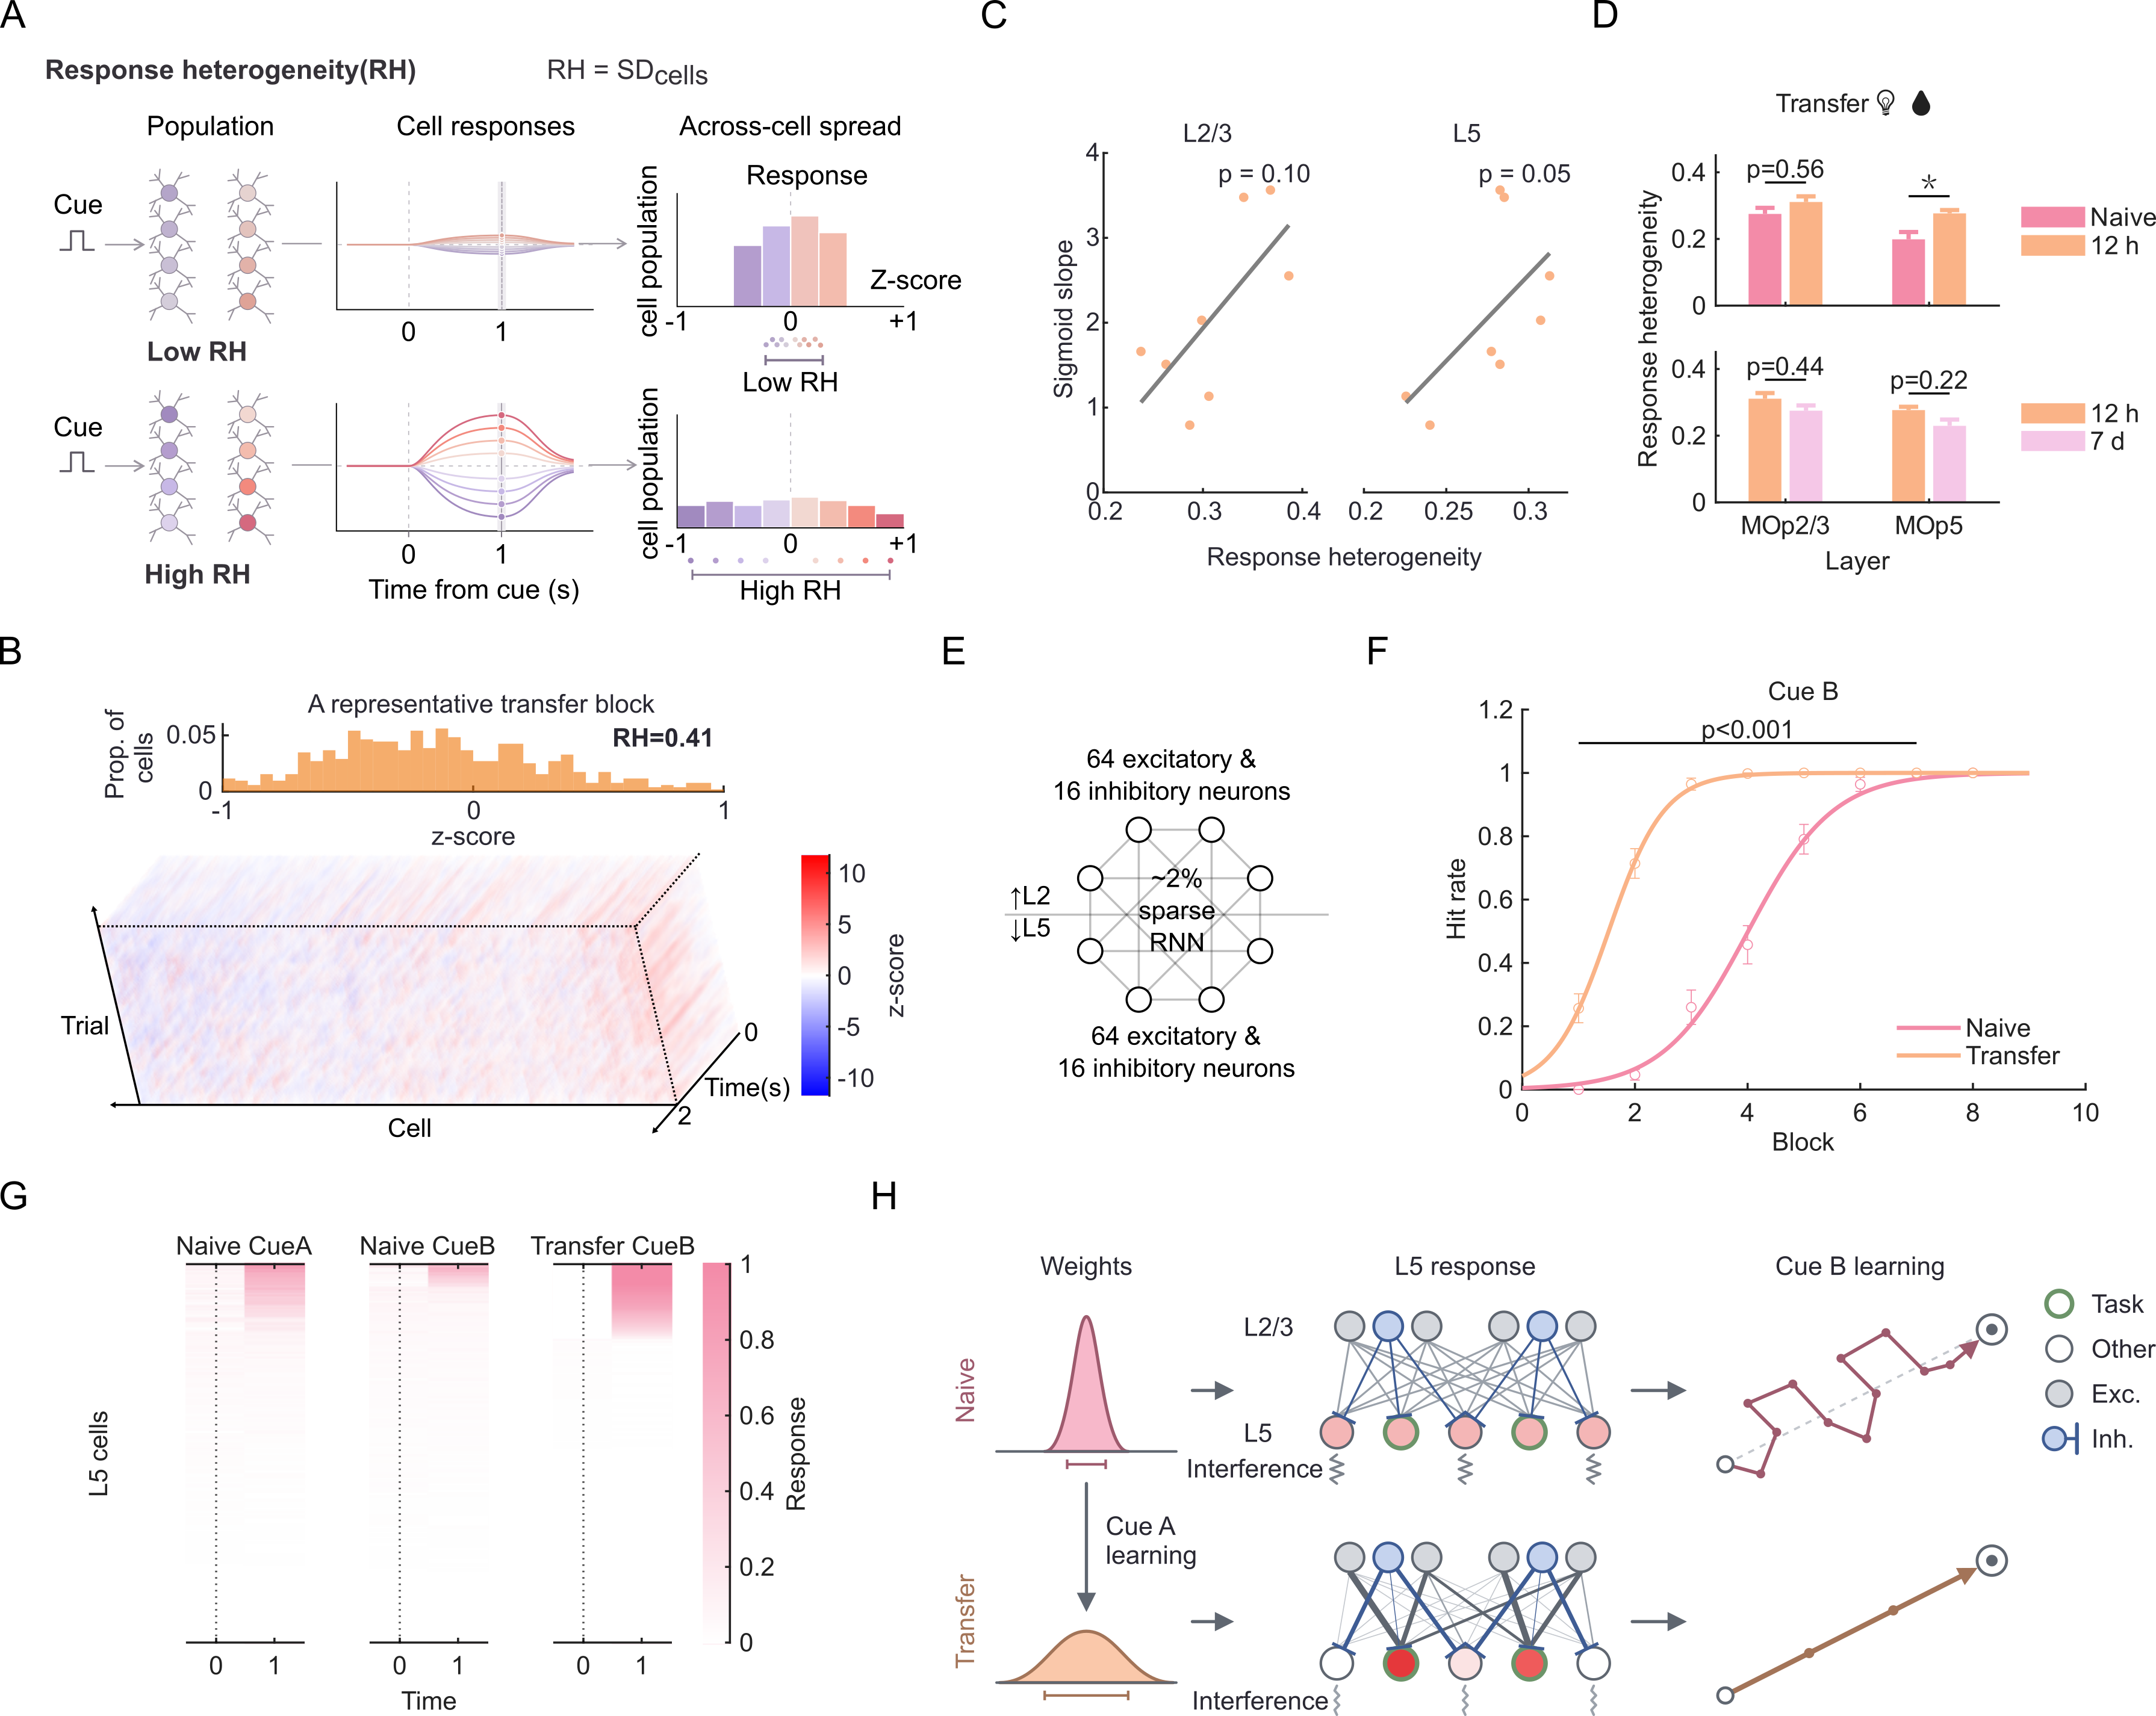 A
Response heterogeneity(RH)
RH = SDcells
Population
Cell responses
Across-cell spread
Cue
0
1
Low RH
cell population
Response
Z-score
-1
0
+1
Low RH
Cue
0
1
High RH
Time from cue (s)
cell population
-1
0
+1
High RH
B
A representative transfer block
RH=0.41
Prop. of
cells
0.05
0
-1
0
1
z-score
Trial
Cell
Time(s)
0
2
10
5
0
-5
-10
z-score
C
L2/3
L5
p = 0.10
p = 0.05
Sigmoid slope
4
3
2
1
0
0.2
0.3
0.4
0.2
0.25
0.3
Response heterogeneity
D
Transfer
Response heterogeneity
0.4
0.2
0
p=0.56
*
Naive
12 h
0.4
0.2
0
p=0.44
p=0.22
12 h
7 d
MOp2/3
MOp5
Layer
E
64 excitatory &
16 inhibitory neurons
↑L2
↓L5
~2%
sparse
RNN
64 excitatory &
16 inhibitory neurons
F
Cue B
p<0.001
Hit rate
1.2
1
0.8
0.6
0.4
0.2
0
0
2
4
6
8
10
Block
Naive
Transfer
G
Naive CueA
Naive CueB
Transfer CueB
L5 cells
0
1
0
1
0
1
Time
1
0.8
0.6
0.4
0.2
0
Response
H
Weights
L5 response
Cue B learning
Naive
L2/3
L5
Interference
Cue A
learning
Transfer
Interference
Task
Other
Exc.
Inh.